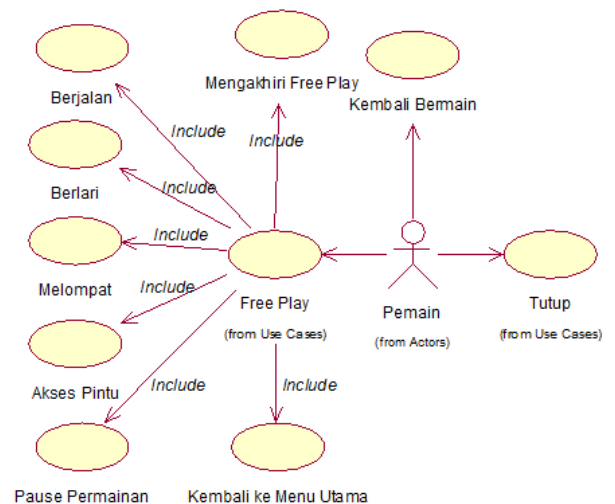 Berjalan
Mengakhiri Free Play
Kembali Bermain
Include
Include
Include
Berlari
Include
Melompat
Include
Free Play
(from Use Cases)
Pemain
(from Actors)
Tutup
(from Use Cases)
Akses Pintu
Include
Include
Pause Permainan
Kembali ke Menu Utama